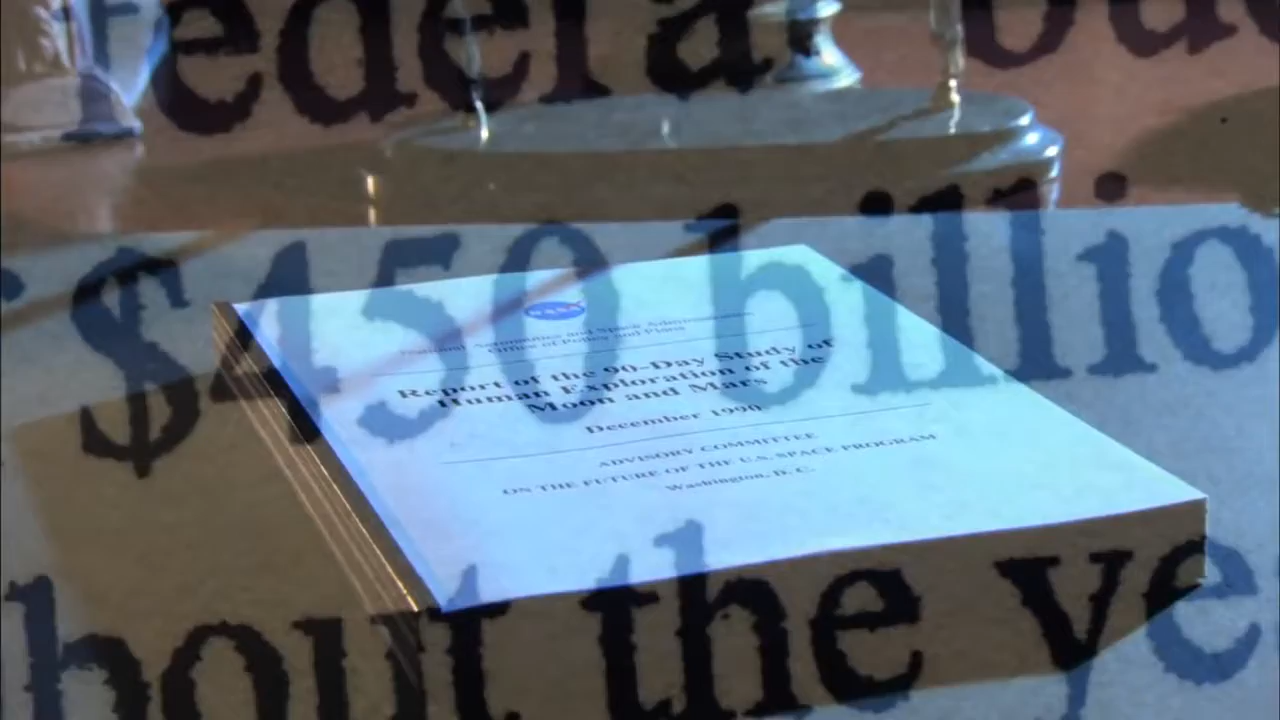 federal bud
$450 billio
NASA
National Aeronautics and Space Administration
Office of Policy and Plans
Report of the 90-Day Study of
Human Exploration of the
Moon and Mars
December 1990
ADVISORY COMMITTEE
ON THE FUTURE OF THE U.S. SPACE PROGRAM
Washington, D. C.
bout the ye